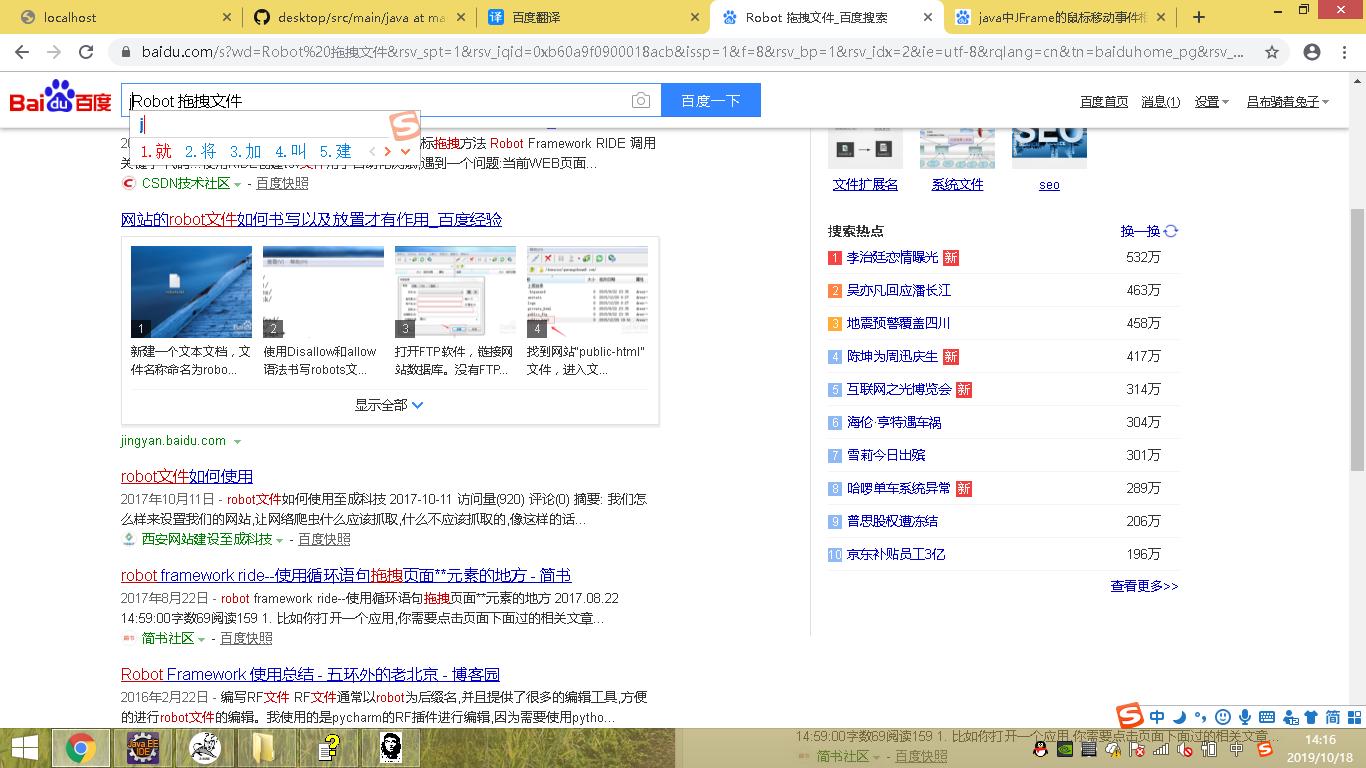 localhost
desktop/src/main/java at ma
百度翻译
Robot 拖拽文件_百度搜索
java中JFrame的鼠标移动事件和
baidu.com/s?wd=Robot%20拖拽文件&rsv_spt=1&rsv_iqid=0xb60a9f0900018acb&issp=1&f=8&rsv_bp=1&rsv_idx=2&ie=utf-8&rqlang=cn&tn=baiduhome_pg&rsv_...
Bai du 百度
jRobot 拖拽文件
百度一下
百度首页 消息(1) 设置 吕布骑着兔子
j
1.就 2.将 3.加 4.叫 5.建
标拖拽方法 Robot Framework RIDE 调用
遇到一个问题:当前WEB页面...
CSDN技术社区 - 百度快照
网站的robot文件如何书写以及放置才有作用_百度经验
1 2 3 4
新建一个文本文档，文件名称命名为robo...
使用Disallow和allow语法书写robots文...
打开FTP软件，链接网站数据库。没有FTP...
找到网站"public-html"文件，进入文...
显示全部
jingyan.baidu.com
robot文件如何使用
2017年10月11日 - robot文件如何使用至成科技 2017-10-11 访问量(920) 评论(0) 摘要: 我们怎
么样来设置我们的网站,让网络爬虫什么应该抓取,什么不应该抓取的,像这样的话...
西安网站建设至成科技 - 百度快照
robot framework ride--使用循环语句拖拽页面**元素的地方 - 简书
2017年8月22日 - robot framework ride--使用循环语句拖拽页面**元素的地方 2017.08.22
14:59:00字数69阅读159 1. 比如你打开一个应用,你需要点击页面下面过的相关文章...
简书社区 - 百度快照
Robot Framework 使用总结 - 五环外的老北京 - 博客园
2016年2月22日 - 编写RF文件 RF文件通常以robot为后缀名,并且提供了很多的编辑工具,方便
的进行robot文件的编辑。我使用的是pycharm的RF插件进行编辑,因为需要使用pytho...
SEO
文件扩展名 系统文件 seo
搜索热点 换一换
1 李治廷恋情曝光 新 532万
2 吴亦凡回应潘长江 463万
3 地震预警覆盖四川 458万
4 陈坤为周迅庆生 新 417万
5 互联网之光博览会 新 314万
6 海伦·亨特遇车祸 304万
7 雪莉今日出殡 301万
8 哈啰单车系统异常 新 289万
9 普思股权遭冻结 206万
10 京东补贴员工3亿 196万
查看更多>>
中 简
14:59:00字数69阅读159 1. 比如你打开一个应用,你需要点击页面下面过的相关文章...
简书社区 - 百度快照
Java EE
IDE
中
14:16
2019/10/18